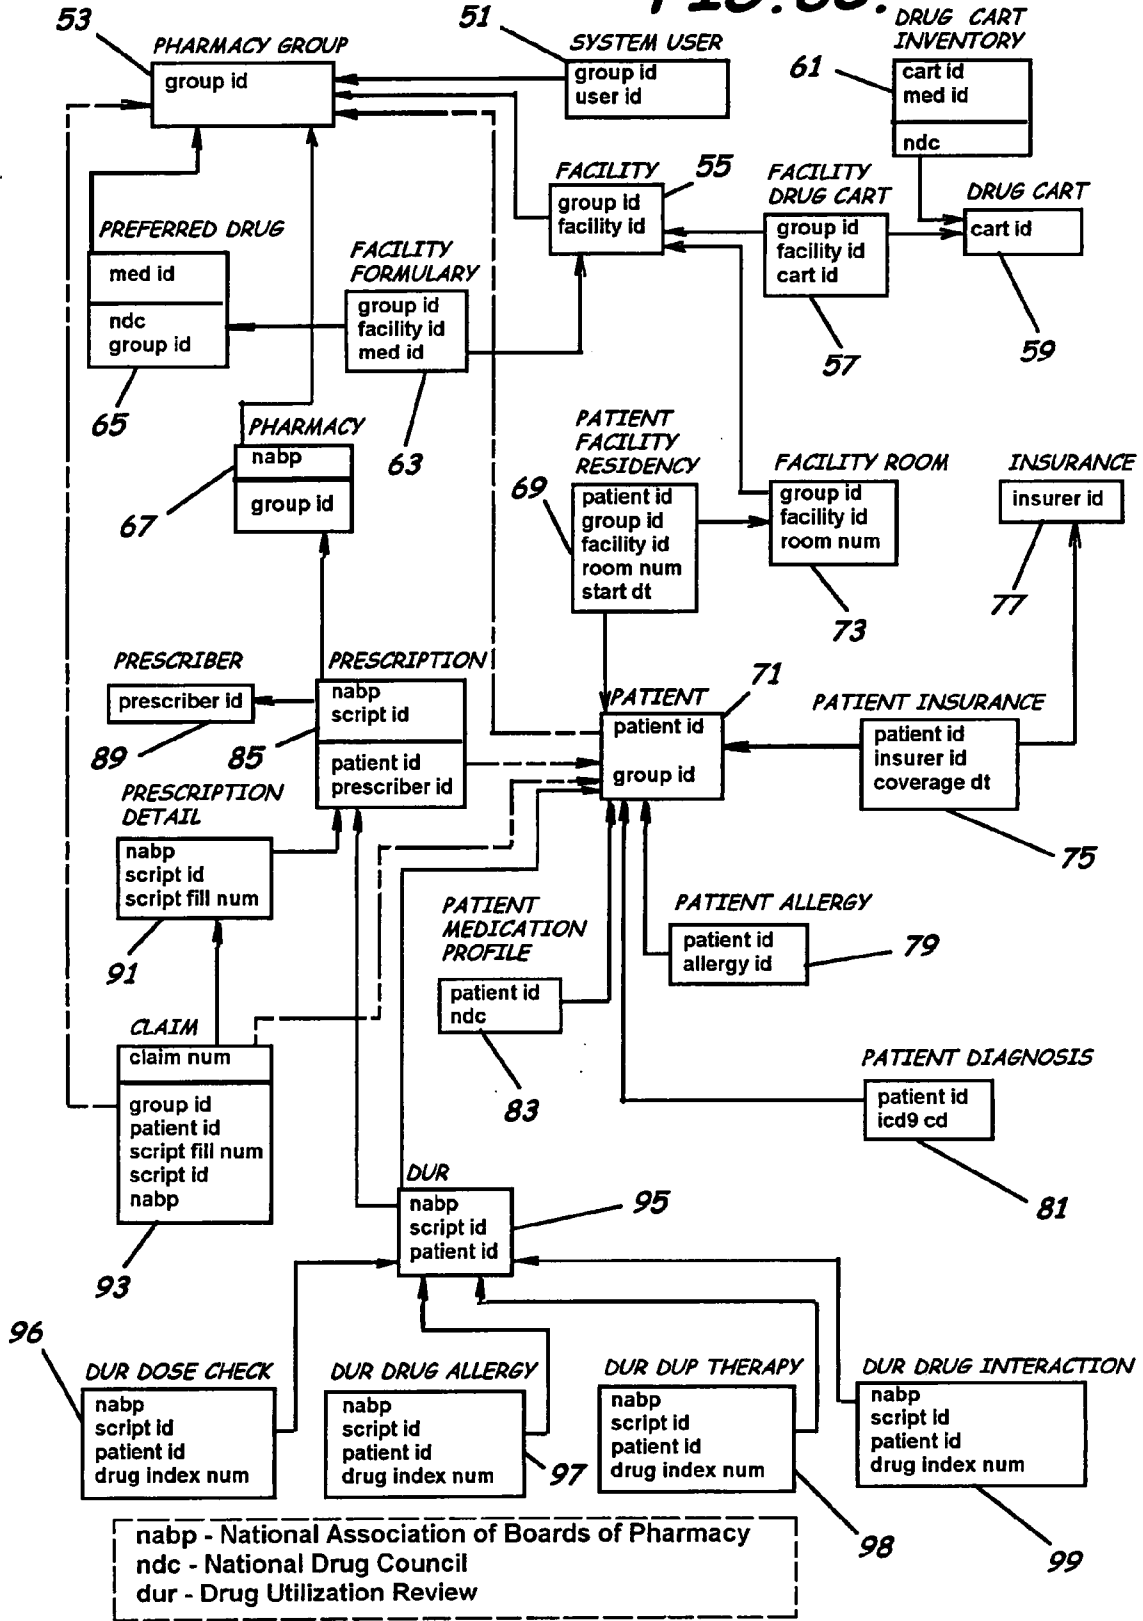 53
PHARMACY GROUP
group id
51
SYSTEM USER
group id
user id
DRUG CART
INVENTORY
61
cart id
med id
ndc
FACILITY
55
group id
facility id
FACILITY
DRUG CART
group id
facility id
cart id
57
DRUG CART
cart id
59
PREFERRED DRUG
med id
ndc
group id
65
FACILITY
FORMULARY
group id
facility id
med id
63
PHARMACY
nabp
group id
67
PATIENT
FACILITY
RESIDENCY
69
patient id
group id
facility id
room num
start dt
FACILITY ROOM
group id
facility id
room num
73
INSURANCE
insurer id
77
PRESCRIBER
prescriber id
89
PRESCRIPTION
nabp
script id
patient id
prescriber id
85
PATIENT
71
patient id
group id
PATIENT INSURANCE
patient id
insurer id
coverage dt
75
PRESCRIPTION
DETAIL
nabp
script id
script fill num
91
PATIENT
MEDICATION
PROFILE
patient id
ndc
83
PATIENT ALLERGY
patient id
allergy id
79
CLAIM
claim num
group id
patient id
script fill num
script id
nabp
93
PATIENT DIAGNOSIS
patient id
icd9 cd
81
DUR
nabp
script id
patient id
95
96
DUR DOSE CHECK
nabp
script id
patient id
drug index num
DUR DRUG ALLERGY
nabp
script id
patient id
drug index num
97
DUR DUP THERAPY
nabp
script id
patient id
drug index num
98
DUR DRUG INTERACTION
nabp
script id
patient id
drug index num
99
nabp - National Association of Boards of Pharmacy
ndc - National Drug Council
dur - Drug Utilization Review